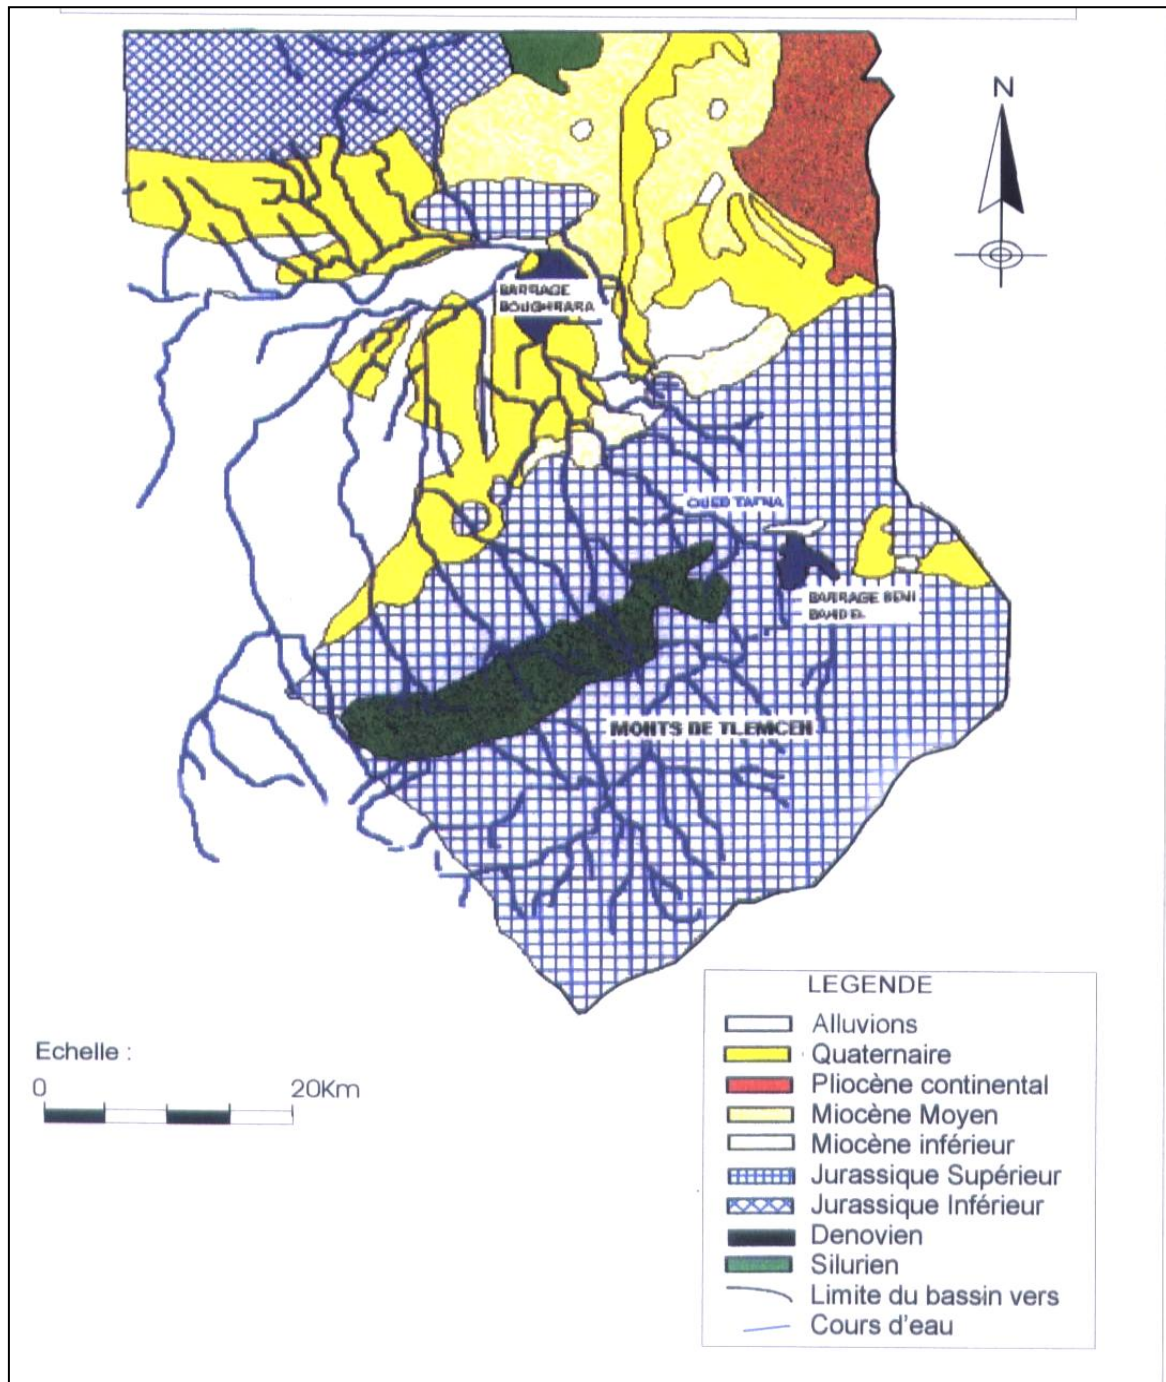 N
BARRAGE
BOUGHRARA
OUED TAFNA
BARRAGE BENI
BAHDEL
MONTS DE TLEMCEN
LEGENDE
Alluvions
Quaternaire
Pliocène continental
Miocène Moyen
Miocène inférieur
Jurassique Supérieur
Jurassique Inférieur
Denovien
Silurien
Limite du bassin vers
Cours d'eau
Echelle :
0 20Km